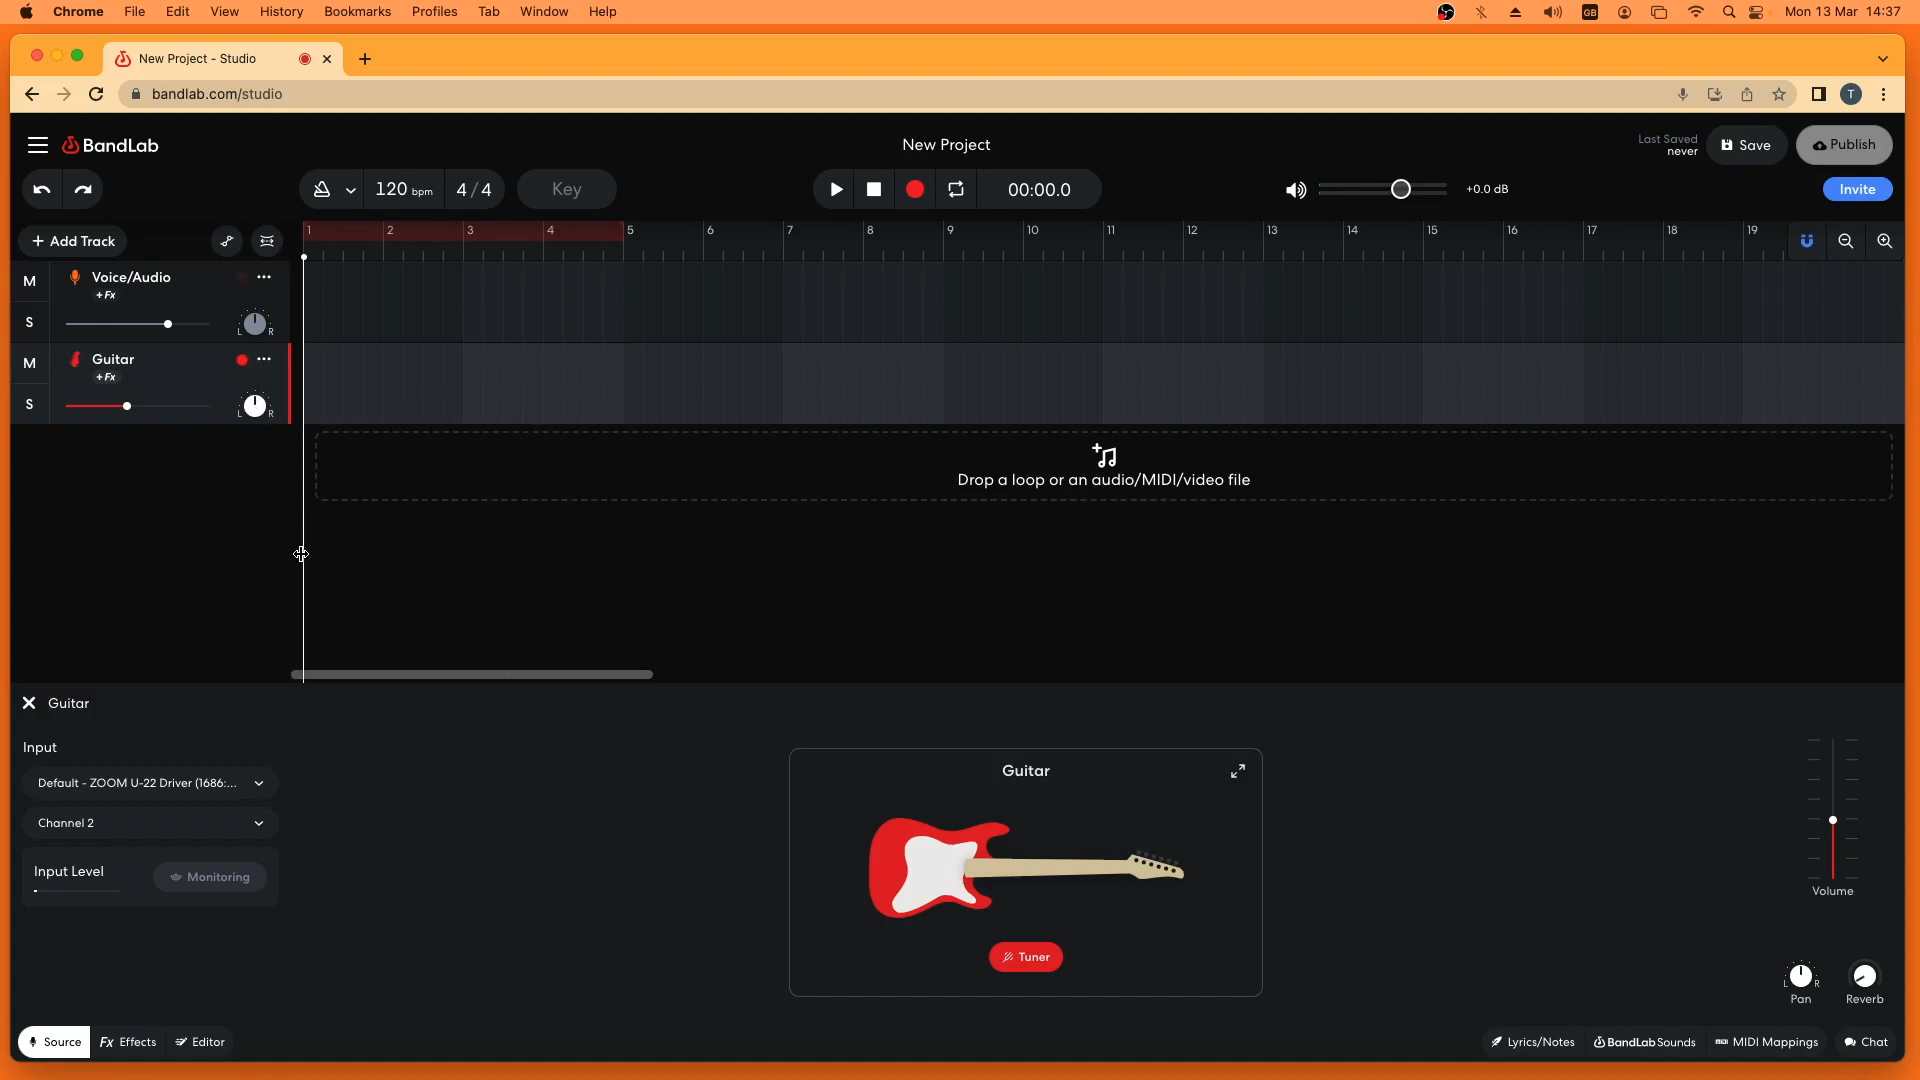 Chrome File Edit View History Bookmarks Profiles Tab Window Help GB Mon 13 Mar 14:37
New Project - Studio
bandlab.com/studio T
BandLab New Project Last Saved never Save Publish
120 bpm 4/4 Key 00:00.0 +0.0 dB Invite
+ Add Track 1 2 3 4 5 6 7 8 9 10 11 12 13 14 15 16 17 18 19
M Voice/Audio
+Fx
S L R
M Guitar
+Fx
S L R
Drop a loop or an audio/MIDI/video file
Guitar
Input
Default - ZOOM U-22 Driver (1686:...
Channel 2
Input Level Monitoring
Guitar
Tuner
Volume
L R
Pan Reverb
Source Fx Effects Editor Lyrics/Notes BandLab Sounds MIDI MIDI Mappings Chat